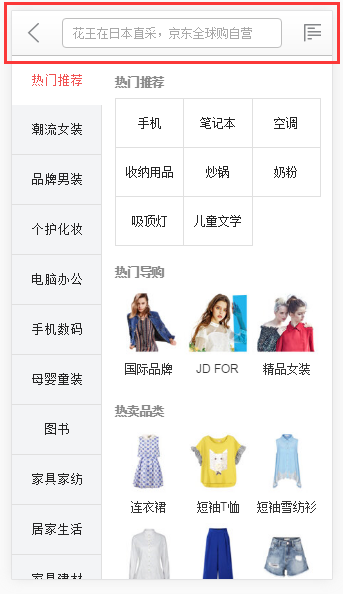 花王在日本直采，京东全球购自营
热门推荐
潮流女装
品牌男装
个护化妆
电脑办公
手机数码
母婴童装
图书
家具家纺
居家生活
家具建材
热门推荐
手机 笔记本 空调
收纳用品 炒锅 奶粉
吸顶灯 儿童文学
热门导购
国际品牌 JD FOR 精品女装
热卖品类
连衣裙 短袖T恤 短袖雪纺衫